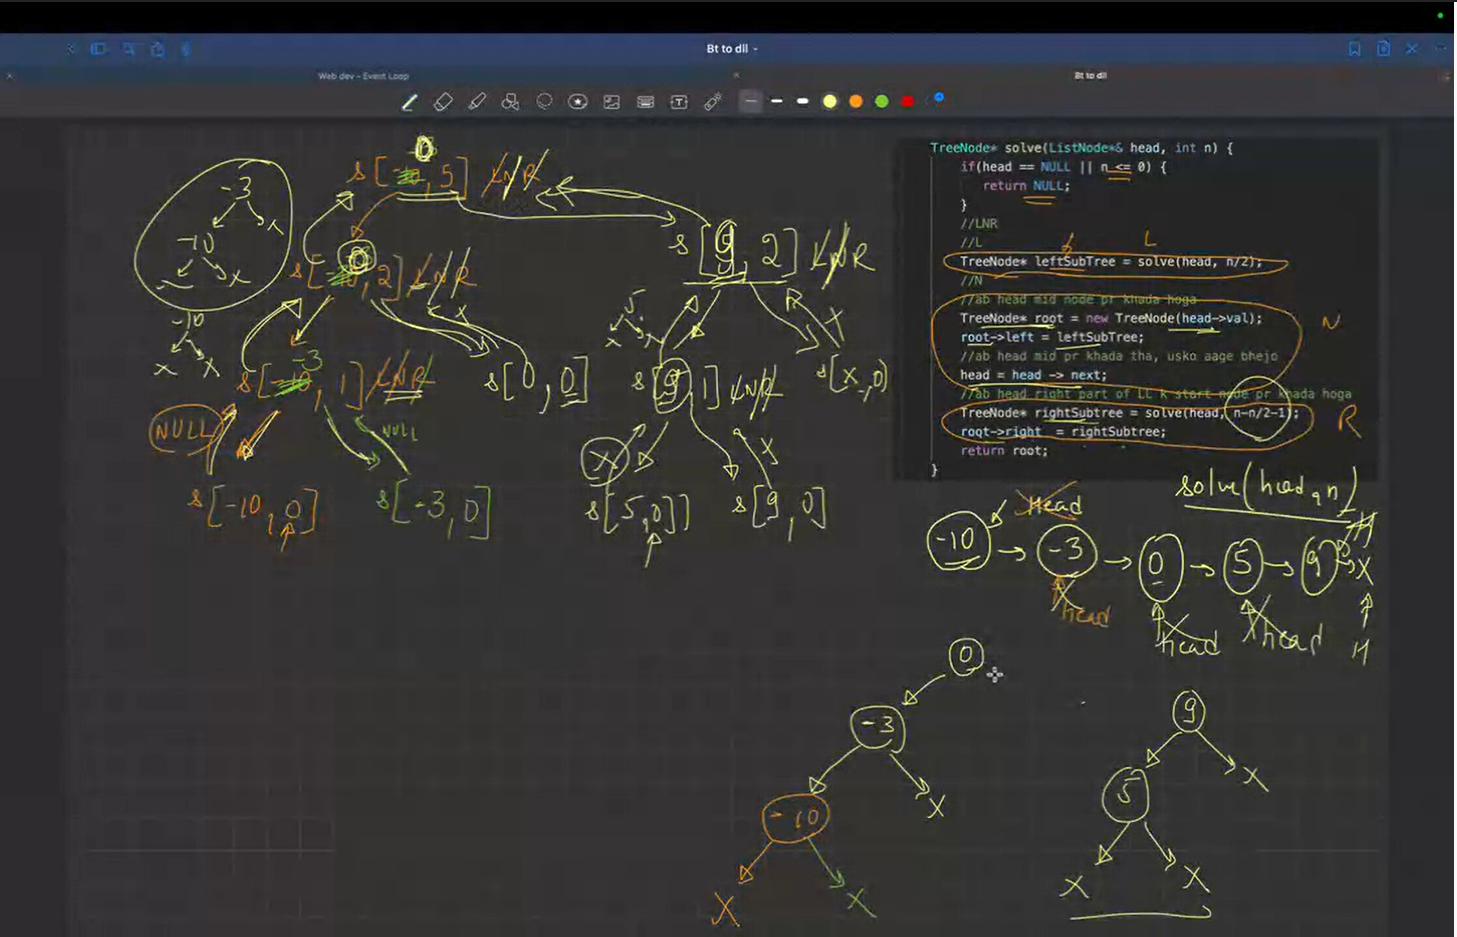 Bt to dll
Web dev - Event Loop
Bt to dll
0
s[ , 5] LNR
-3
-10 x
x
-10
x x
s[ 0, 2] LNR
s[9, 2] LNR
x
5
x x
x
-3
s[-10, 1] LNR
s[0, 0]
s[9, 1] LNR
s[x, 0]
NULL
NULL
x
x
s[-10, 0]
s[-3, 0]
s[5, 0]]
s[9, 0]
TreeNode* solve(ListNode*& head, int n) {
if(head == NULL || n <= 0) {
return NULL;
}
//LNR
//L
L
TreeNode* leftSubTree = solve(head, n/2);
//N
//ab head mid node pr khada hoga
TreeNode* root = new TreeNode(head->val);
N
root->left = leftSubTree;
//ab head mid pr khada tha, usko aage bhejo
head = head -> next;
//ab head right part of LL k start node pr khada hoga
TreeNode* rightSubtree = solve(head, n-n/2-1);
R
root->right = rightSubtree;
return root;
}
solve(head, n)
Head
H
-10 -3 0 5 9 X
head
head
head
H
0
-3
-10
X
X
X
9
5
X
X
X